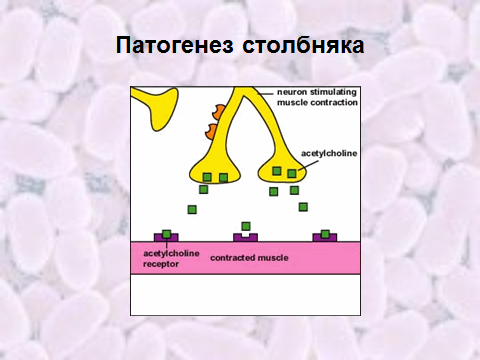 Патогенез столбняка
neuron stimulating
muscle contraction
acetylcholine
acetylcholine
receptor
contracted muscle